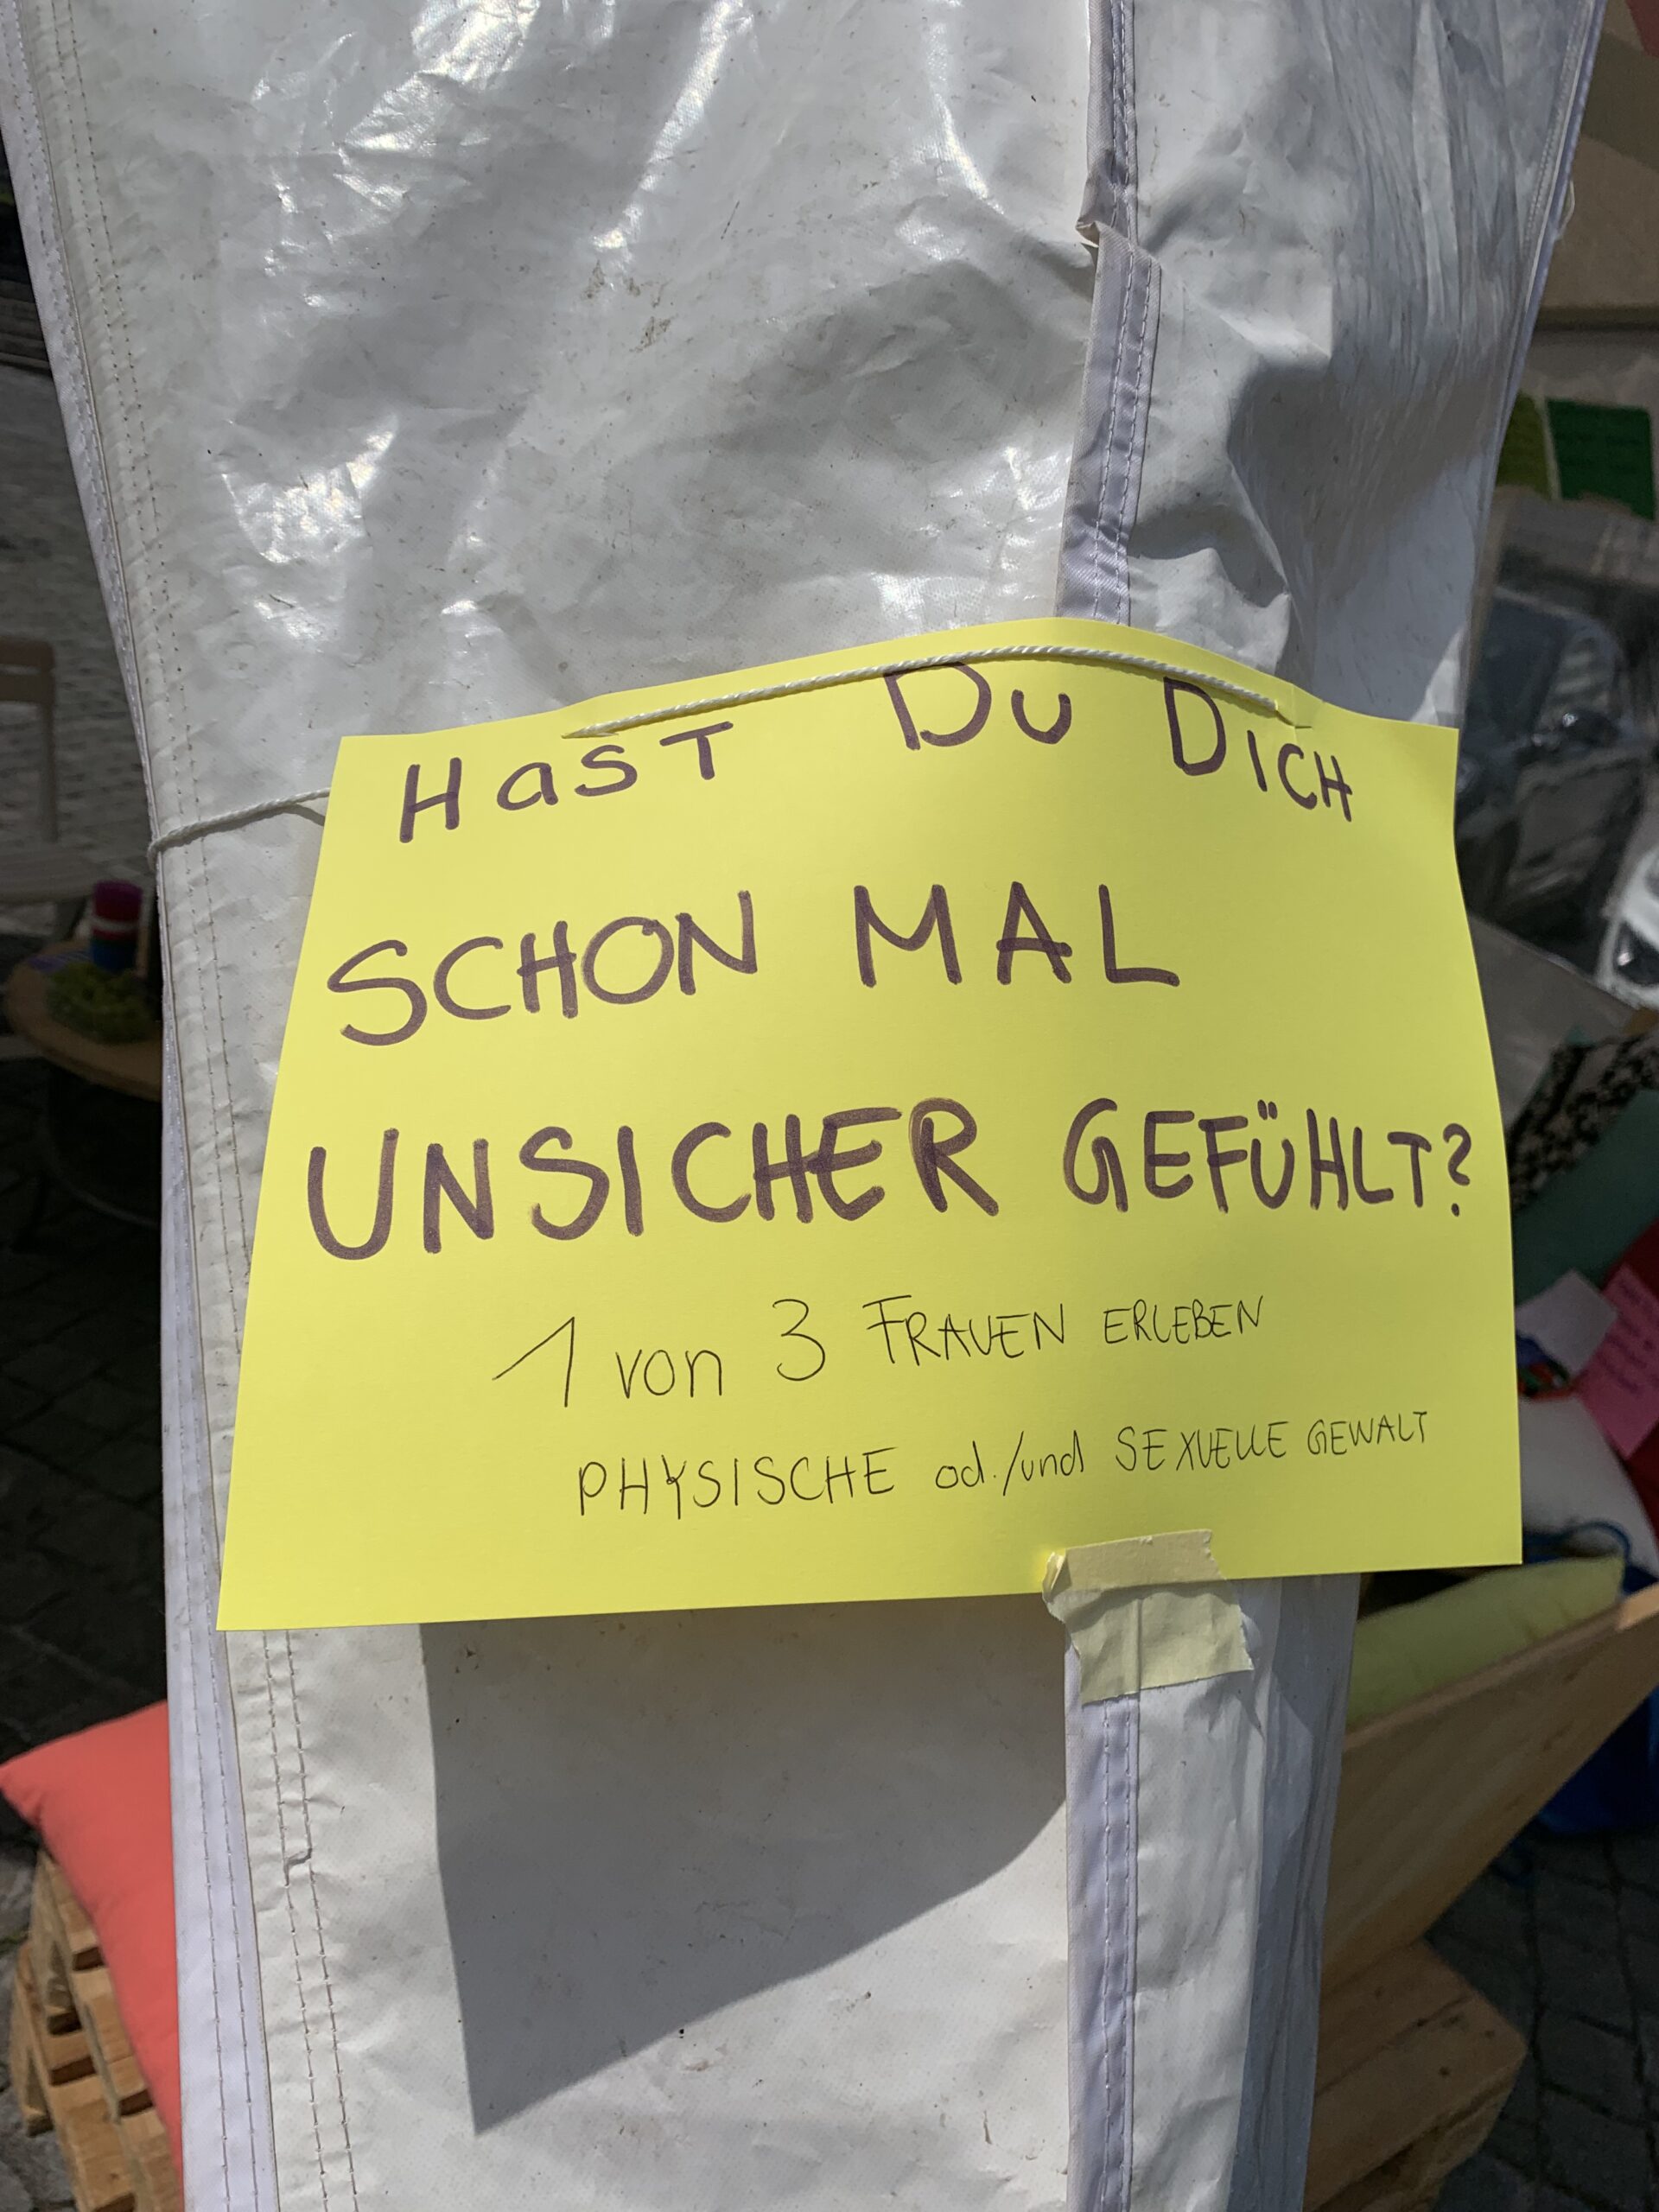 HaST DU DICH
SCHON MAL
UNSICHER GEFÜHLT?
1 von 3 FRAUEN ERLEBEN
PHYSISCHE od./und SEXUELLE GEWALT